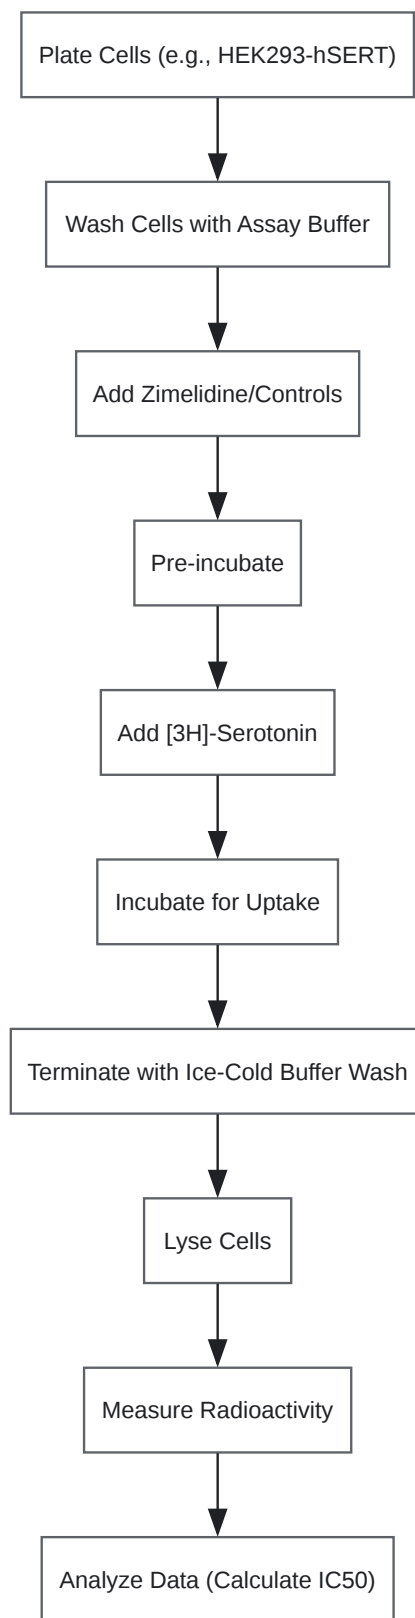 Plate Cells (e.g., HEK293-hSERT)
Wash Cells with Assay Buffer
Add Zimelidine/Controls
Pre-incubate
Add [3H]-Serotonin
Incubate for Uptake
Terminate with Ice-Cold Buffer Wash
Lyse Cells
Measure Radioactivity
Analyze Data (Calculate IC50)